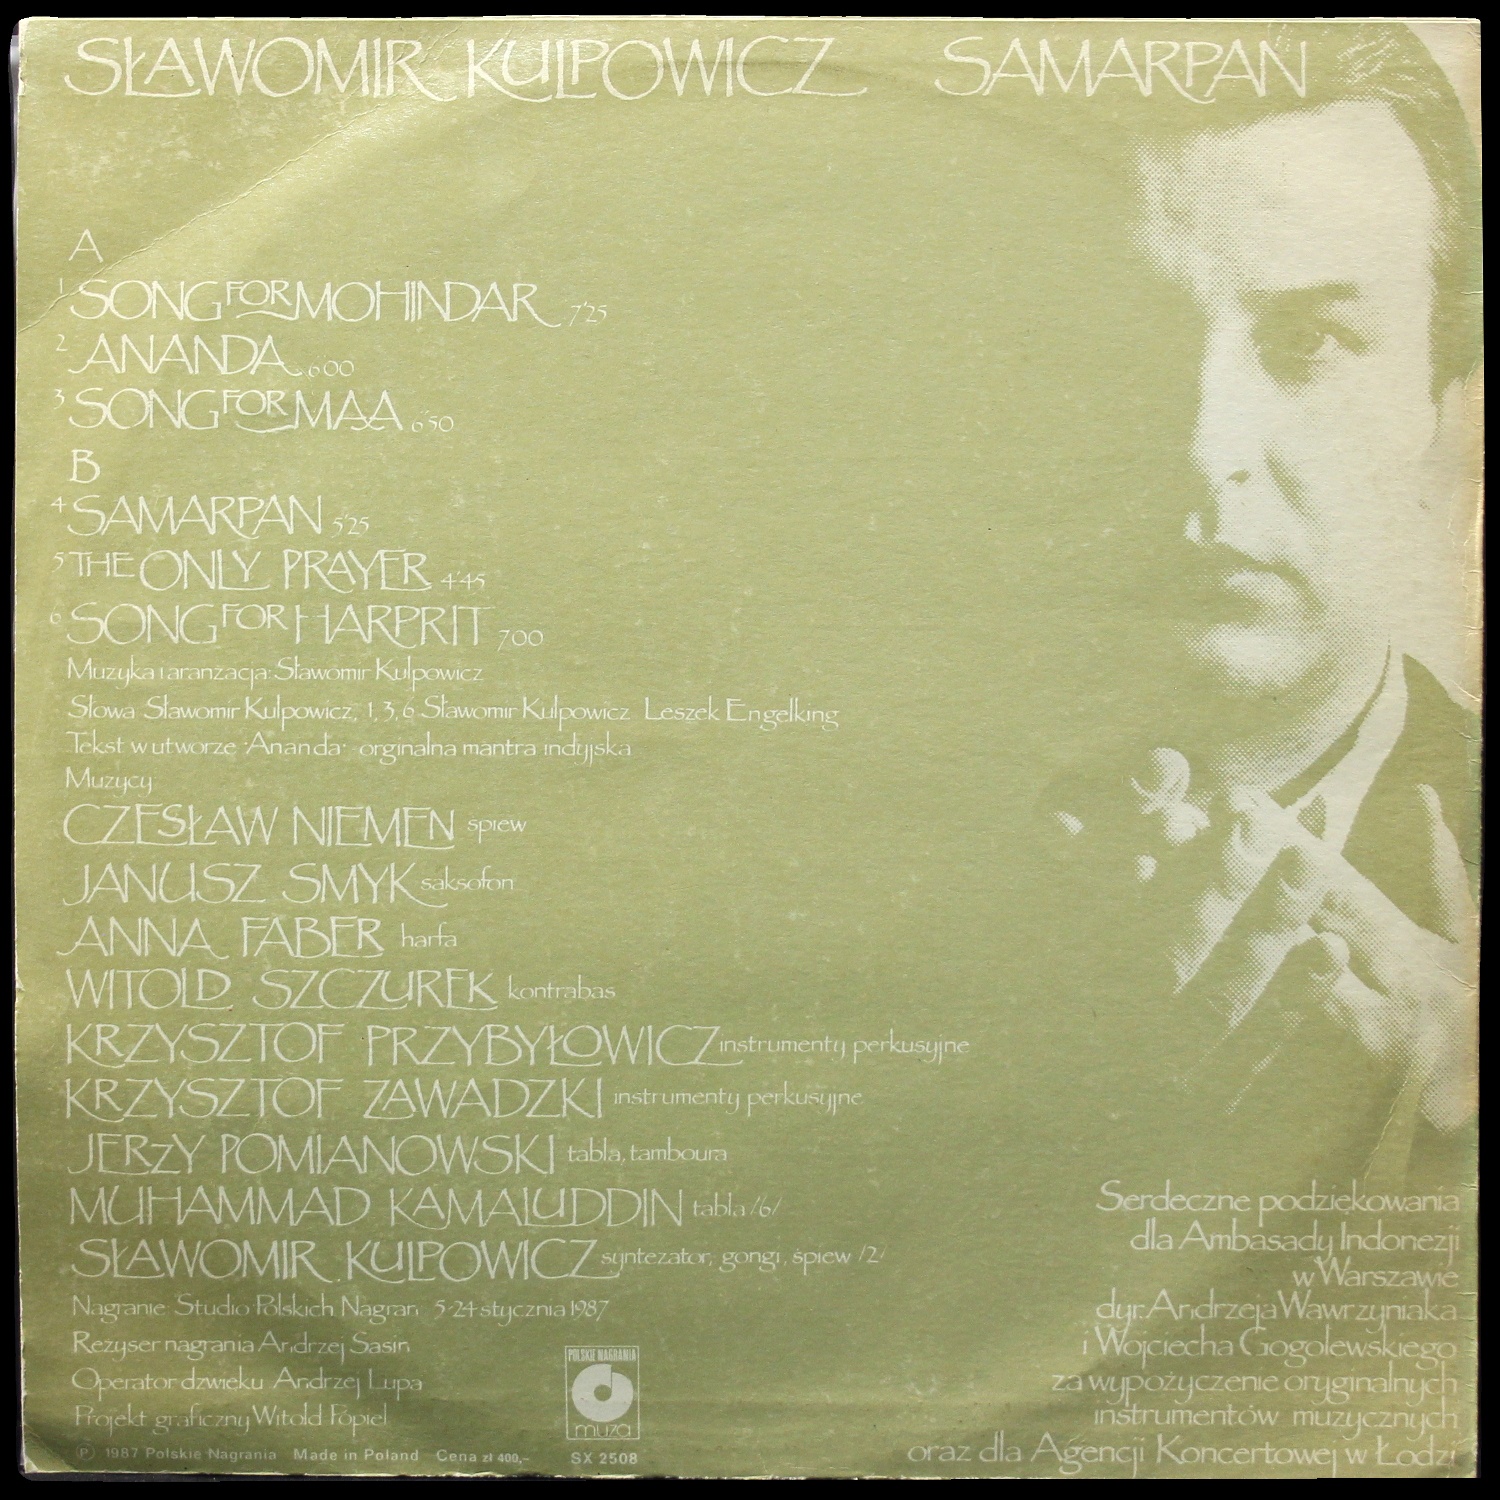 SŁAWOMIR KULPOWICZ SAMARPAN
A
1 SONG FOR MOHINDAR 7'25
2 ANANDA 6'00
3 SONG FOR MAA 6'50
B
4 SAMARPAN 5'25
5 THE ONLY PRAYER 4'45
6 SONG FOR HARPRIT 7'00
Muzyka i aranżacja: Sławomir Kulpowicz
Słowa Sławomir Kulpowicz, 1, 3, 6 Sławomir Kulpowicz Leszek Engelking
Tekst w utworze "Ananda" - orginalna mantra indyjska
Muzycy
CZESŁAW NIEMEN śpiew
JANUSZ SMYK saksofon
ANNA FABER harfa
WITOLD SZCZUREK kontrabas
KRZYSZTOF PRZYBYŁOWICZ instrumenty perkusyjne
KRZYSZTOF ZAWADZKI instrumenty perkusyjne
JERZY POMIANOWSKI tabla, tamboura
MUHAMMAD KAMALUDDIN tabla /6/
SŁAWOMIR KULPOWICZ syntezator, gongi, śpiew /2/
Nagranie Studio Polskich Nagrań 5-24 stycznia 1987
Reżyser nagrania Andrzej Sasin
Operator dźwięku Andrzej Lupa
Projekt graficzny Witold Popiel
Ⓟ 1987 Polskie Nagrania Made in Poland Cena zł 400,-
POLSKIE NAGRANIA
muza
SX 2508
Serdeczne podziękowania
dla Ambasady Indonezji
w Warszawie
dyr. Andrzeja Wawrzyniaka
i Wojciecha Gogolewskiego
za wypożyczenie oryginalnych
instrumentów muzycznych
oraz dla Agencji Koncertowej w Łodzi